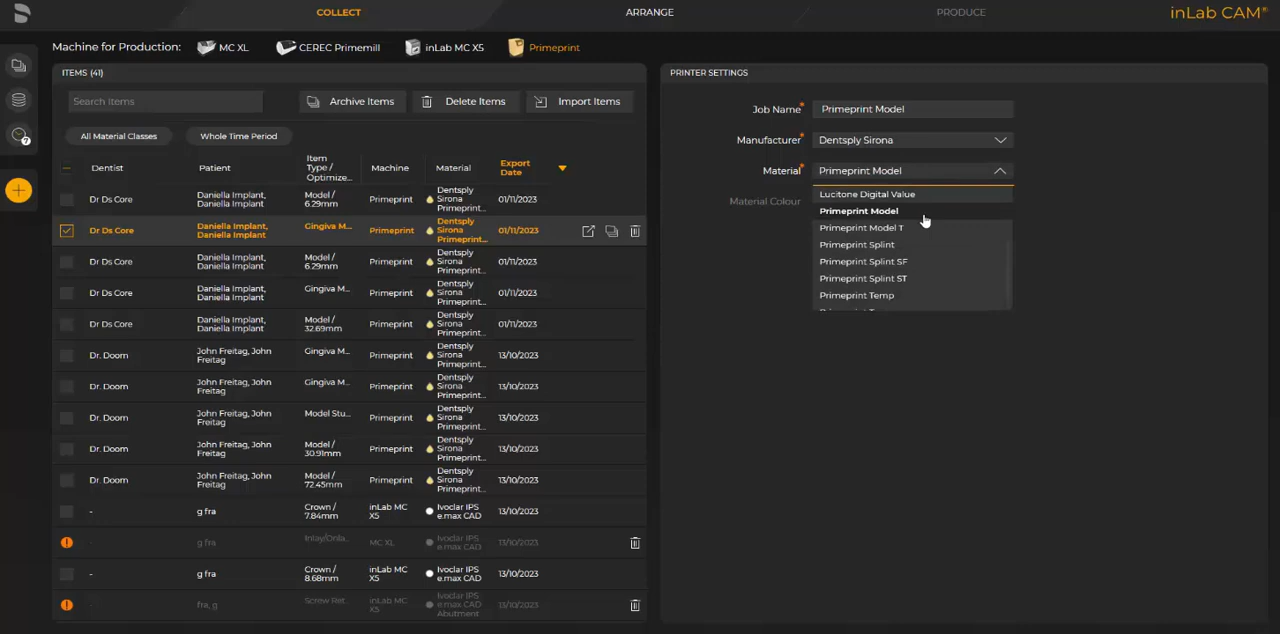 COLLECT
ARRANGE
PRODUCE
inLab CAM®
Machine for Production:
MC XL
CEREC Primemill
inLab MC X5
Primeprint
ITEMS (41)
Search Items
Archive Items
Delete Items
Import Items
All Material Classes
Whole Time Period
Dentist
Patient
Item
Type /
Optimize...
Machine
Material
Export
Date
Dr Ds Core
Daniella Implant,
Daniella Implant
Model /
6.29mm
Primeprint
Dentsply
Sirona
Primeprint...
01/11/2023
Dr Ds Core
Daniella Implant,
Daniella Implant
Gingiva M...
Primeprint
Dentsply
Sirona
Primeprint...
01/11/2023
Dr Ds Core
Daniella Implant,
Daniella Implant
Model /
6.29mm
Primeprint
Dentsply
Sirona
Primeprint...
01/11/2023
Dr Ds Core
Daniella Implant,
Daniella Implant
Gingiva M...
Primeprint
Dentsply
Sirona
Primeprint...
01/11/2023
Dr Ds Core
Daniella Implant,
Daniella Implant
Model /
32.69mm
Primeprint
Dentsply
Sirona
Primeprint...
01/11/2023
Dr. Doom
John Freitag, John
Freitag
Gingiva M...
Primeprint
Dentsply
Sirona
Primeprint...
13/10/2023
Dr. Doom
John Freitag, John
Freitag
Gingiva M...
Primeprint
Dentsply
Sirona
Primeprint...
13/10/2023
Dr. Doom
John Freitag, John
Freitag
Model Stu...
Primeprint
Dentsply
Sirona
Primeprint...
13/10/2023
Dr. Doom
John Freitag, John
Freitag
Model /
30.91mm
Primeprint
Dentsply
Sirona
Primeprint...
13/10/2023
Dr. Doom
John Freitag, John
Freitag
Model /
72.45mm
Primeprint
Dentsply
Sirona
Primeprint...
13/10/2023
-
g fra
Crown /
7.84mm
inLab MC
X5
Ivoclar IPS
e.max CAD
13/10/2023
-
g fra
Inlay/Onla...
MC XL
Ivoclar IPS
e.max CAD
13/10/2023
-
g fra
Crown /
8.68mm
inLab MC
X5
Ivoclar IPS
e.max CAD
13/10/2023
-
fra, g
Screw Ret...
inLab MC
X5
Ivoclar IPS
e.max CAD
Abutment
13/10/2023
PRINTER SETTINGS
Job Name*
Primeprint Model
Manufacturer*
Dentsply Sirona
Material*
Primeprint Model
Material Colour
Lucitone Digital Value
Primeprint Model
Primeprint Model T
Primeprint Splint
Primeprint Splint SF
Primeprint Splint ST
Primeprint Temp